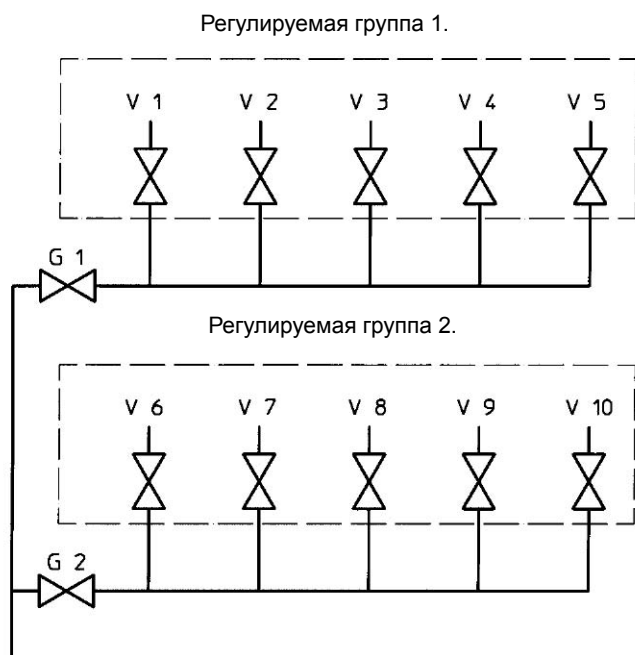 Регулируемая группа 1.
V 1 V 2 V 3 V 4 V 5
G 1
Регулируемая группа 2.
V 6 V 7 V 8 V 9 V 10
G 2